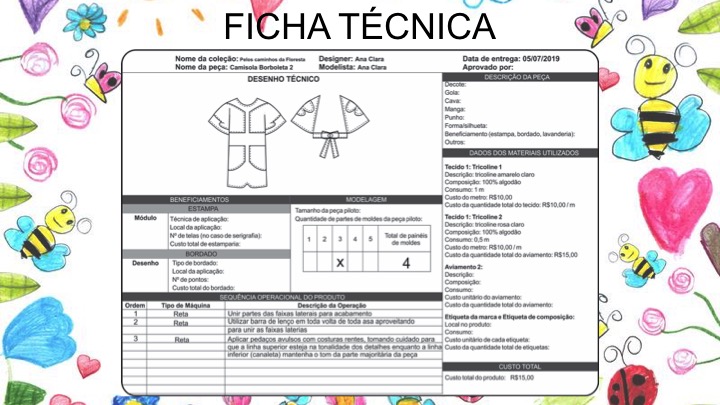 FICHA TÉCNICA
Nome da coleção: Pelos caminhos da Floresta Designer: Ana Clara Data de entrega: 05/07/2019
Nome da peça: Camisola Borboleta 2 Modelista: Ana Clara Aprovado por:
DESENHO TÉCNICO
DESCRIÇÃO DA PEÇA
Decote:
Gola:
Cava:
Manga:
Punho:
Forma/silhueta:
Beneficiamento (estampa, bordado, lavanderia):
Outros:
DADOS DOS MATERIAIS UTILIZADOS
Tecido 1: Tricoline 1
Descrição: tricoline amarelo claro
Composição: 100% algodão
Consumo: 1 m
Custo do metro: R$10,00
Custo da quantidade total do tecido: R$10,00 / m
Tecido 1: Tricoline 2
Descrição: tricoline rosa claro
Composição: 100% algodão
Consumo: 0,5 m
Custo do metro: R$10,00 / m
Custo da quantidade total do aviamento: R$15,00
Aviamento 2:
Descrição:
Composição:
Consumo:
Custo unitário do aviamento:
Custo da quantidade total do aviamento:
Etiqueta da marca e Etiqueta de composição:
Local no produto:
Consumo:
Custo unitário de cada etiqueta:
Custo da quantidade total de etiquetas:
CUSTO TOTAL
Custo total do produto: R$15,00
BENEFICIAMENTOS
ESTAMPA
Módulo
Técnica de aplicação:
Local da aplicação:
Nº de telas (no caso de serigrafia):
Custo total de estamparia:
BORDADO
Desenho
Tipo de bordado:
Local da aplicação:
Nº de pontos:
Custo total do bordado:
MODELAGEM
Tamanho da peça piloto:
Quantidade de partes de moldes da peça piloto:
1 2 3 4 5 Total de painéis
de moldes
X 4
SEQUÊNCIA OPERACIONAL DO PRODUTO
Ordem Tipo de Máquina Descrição da Operação
1 Reta Unir partes das faixas laterais para acabamento
2 Reta Utilizar barra de lenço em toda volta de toda asa aproveitando
para unir as faixas laterias
3 Reta Aplicar pedaços avulsos com costuras rentes, tomando cuidado para
que a linha superior esteja na tonalidade dos detalhes enquanto a linha
inferior (canaleta) mantenha o tom da parte majoritária da peça